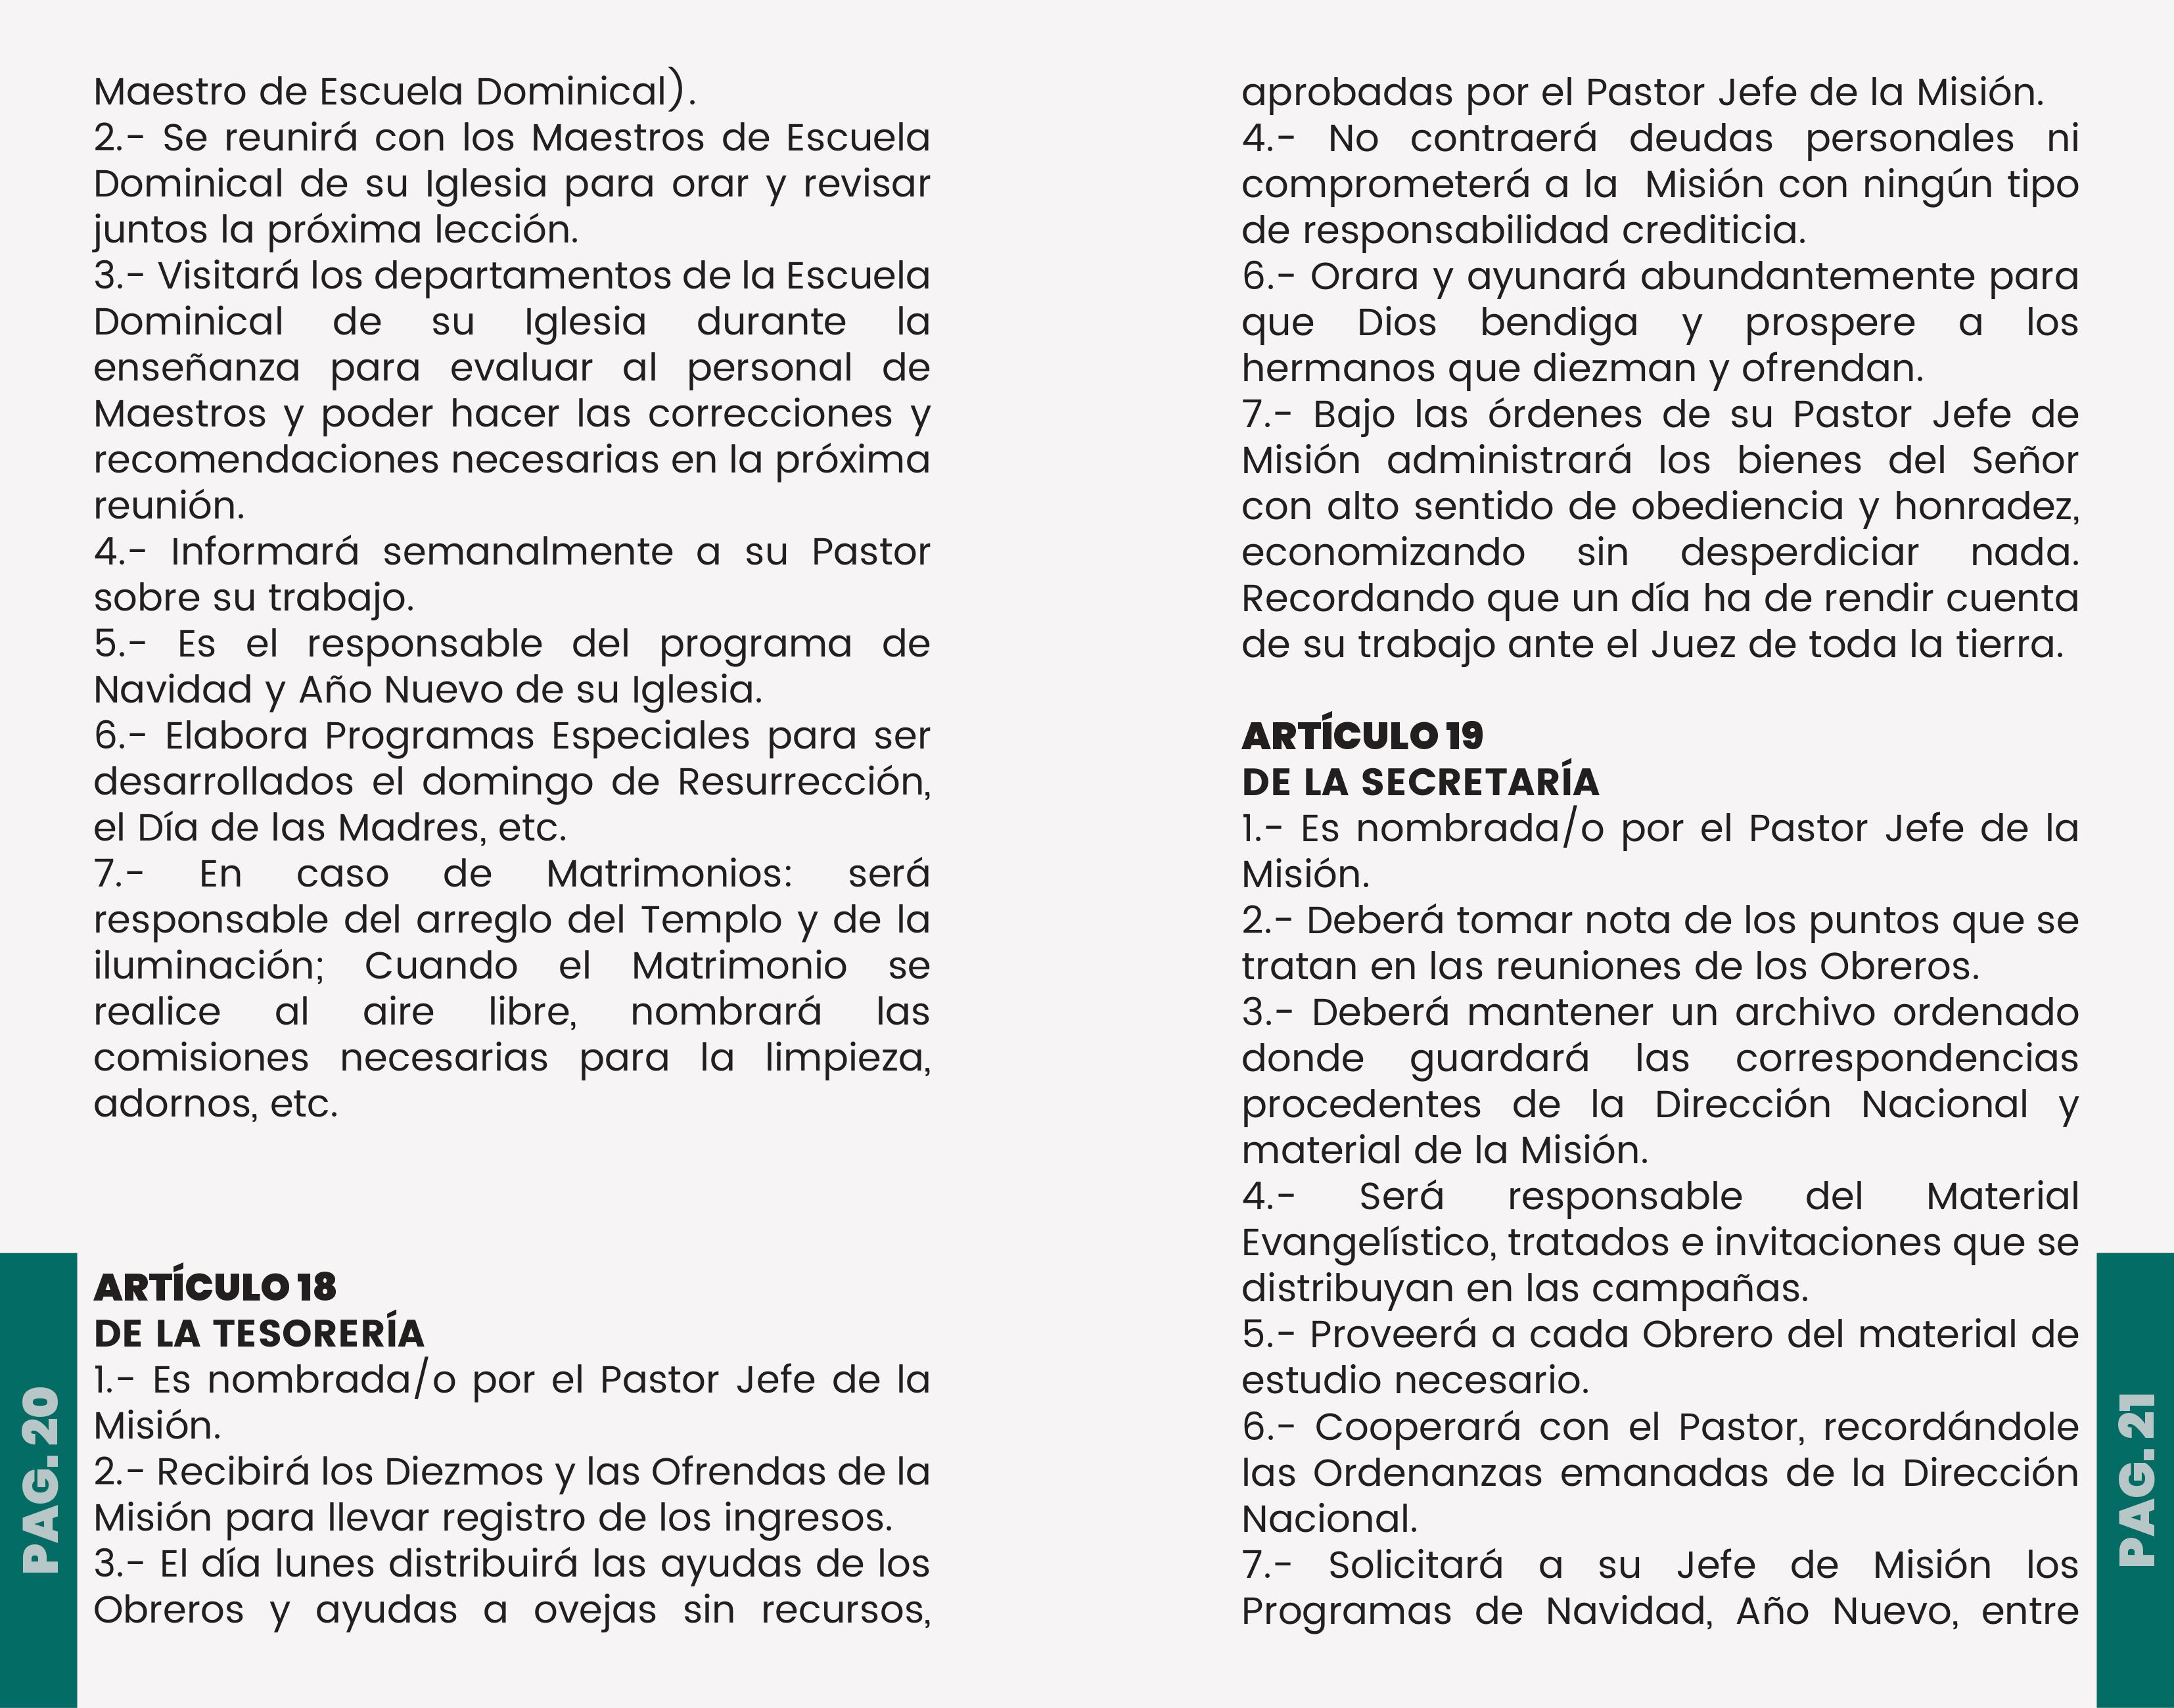 Maestro de Escuela Dominical).
2.- Se reunirá con los Maestros de Escuela
Dominical de su Iglesia para orar y revisar
juntos la próxima lección.
3.- Visitará los departamentos de la Escuela
Dominical de su Iglesia durante la
enseñanza para evaluar al personal de
Maestros y poder hacer las correcciones y
recomendaciones necesarias en la próxima
reunión.
4.- Informará semanalmente a su Pastor
sobre su trabajo.
5.- Es el responsable del programa de
Navidad y Año Nuevo de su Iglesia.
6.- Elabora Programas Especiales para ser
desarrollados el domingo de Resurrección,
el Día de las Madres, etc.
7.- En caso de Matrimonios: será
responsable del arreglo del Templo y de la
iluminación; Cuando el Matrimonio se
realice al aire libre, nombrará las
comisiones necesarias para la limpieza,
adornos, etc.
ARTÍCULO 18
DE LA TESORERÍA
1.- Es nombrada/o por el Pastor Jefe de la
Misión.
2.- Recibirá los Diezmos y las Ofrendas de la
Misión para llevar registro de los ingresos.
3.- El día lunes distribuirá las ayudas de los
Obreros y ayudas a ovejas sin recursos,
PAG. 20
aprobadas por el Pastor Jefe de la Misión.
4.- No contraerá deudas personales ni
comprometerá a la Misión con ningún tipo
de responsabilidad crediticia.
6.- Orara y ayunará abundantemente para
que Dios bendiga y prospere a los
hermanos que diezman y ofrendan.
7.- Bajo las órdenes de su Pastor Jefe de
Misión administrará los bienes del Señor
con alto sentido de obediencia y honradez,
economizando sin desperdiciar nada.
Recordando que un día ha de rendir cuenta
de su trabajo ante el Juez de toda la tierra.
ARTÍCULO 19
DE LA SECRETARÍA
1.- Es nombrada/o por el Pastor Jefe de la
Misión.
2.- Deberá tomar nota de los puntos que se
tratan en las reuniones de los Obreros.
3.- Deberá mantener un archivo ordenado
donde guardará las correspondencias
procedentes de la Dirección Nacional y
material de la Misión.
4.- Será responsable del Material
Evangelístico, tratados e invitaciones que se
distribuyan en las campañas.
5.- Proveerá a cada Obrero del material de
estudio necesario.
6.- Cooperará con el Pastor, recordándole
las Ordenanzas emanadas de la Dirección
Nacional.
7.- Solicitará a su Jefe de Misión los
Programas de Navidad, Año Nuevo, entre
PAG. 21